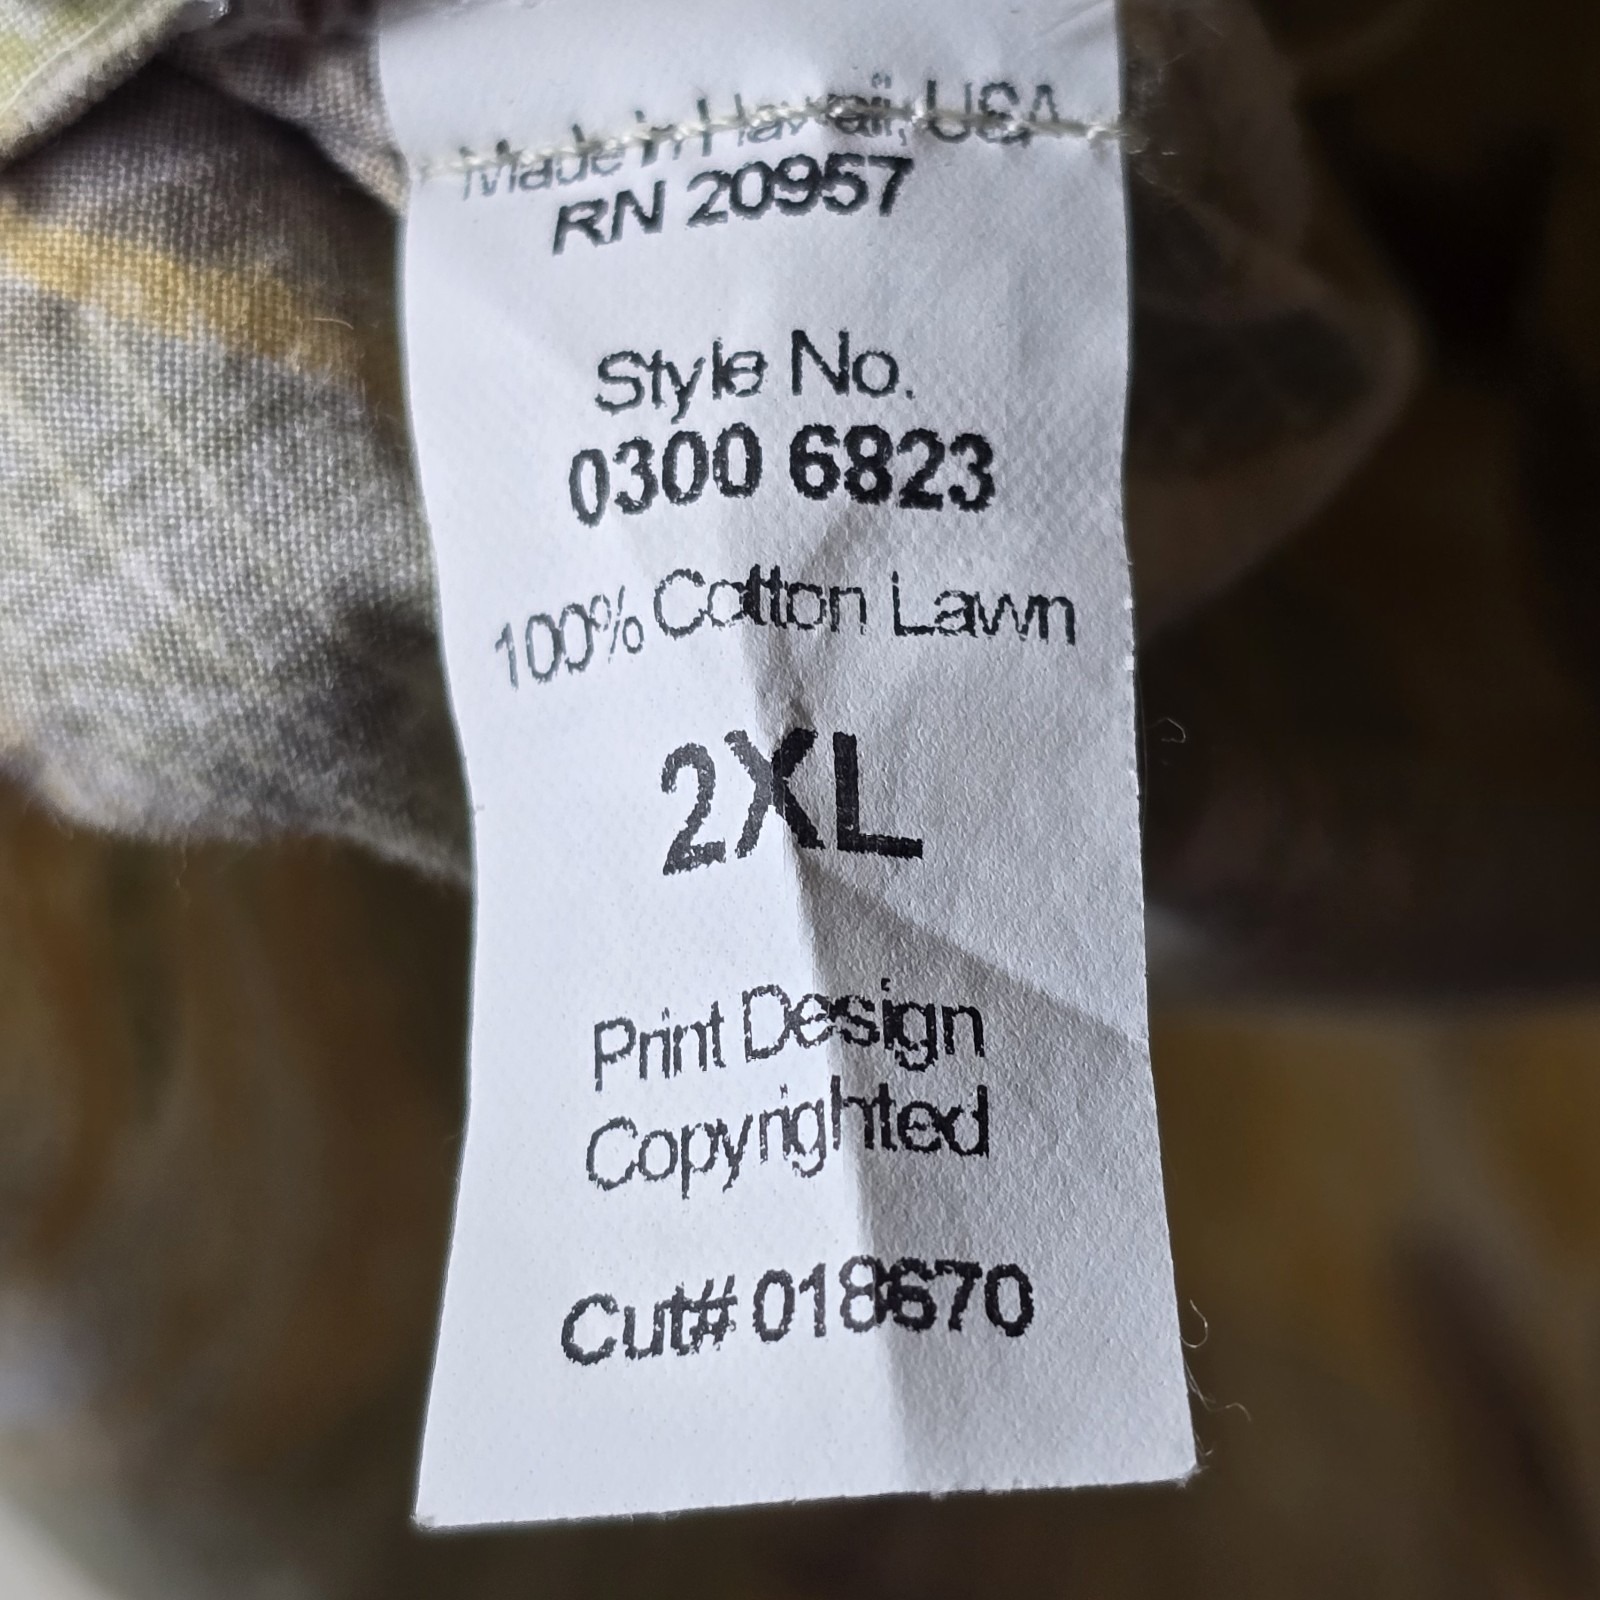 Made in Hawaii, USA
RN 20957
Style No.
0300 6823
100% Cotton Lawn
2XL
Print Design
Copyrighted
Cut# 018670